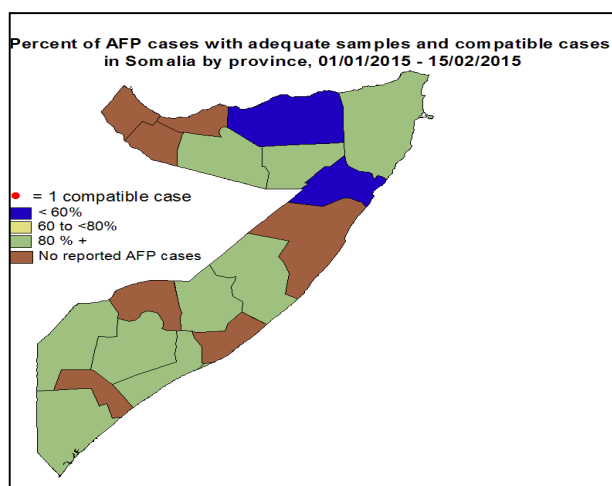 Percent of AFP cases with adequate samples and compatible cases
in Somalia by province, 01/01/2015 - 15/02/2015
= 1 compatible case
< 60%
60 to <80%
80 % +
No reported AFP cases